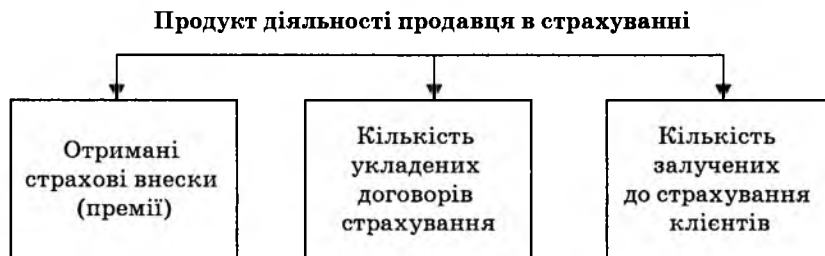 Продукт діяльності продавця в страхуванні
Отримані
страхові внески
(премії)
Кількість
укладених
договорів
страхування
Кількість
залучених
до страхування
клієнтів